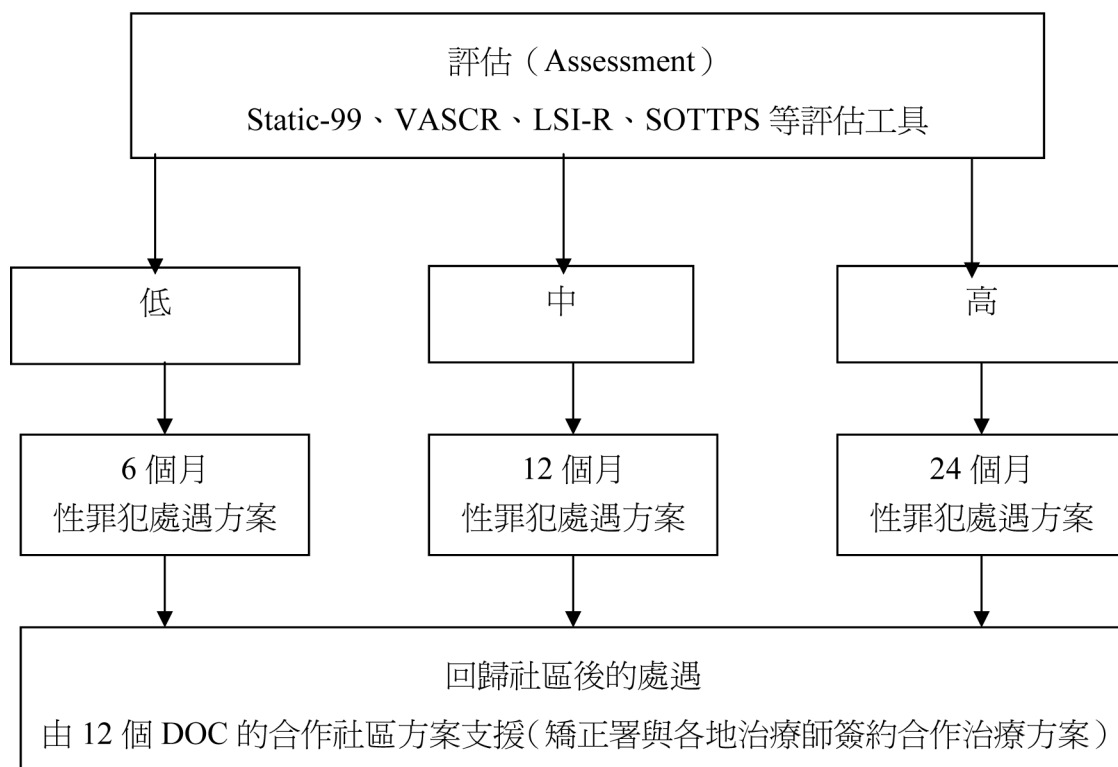 評估（Assessment）
Static-99、VASCR、LSI-R、SOTTPS 等評估工具
低
中
高
6 個月
性罪犯處遇方案
12 個月
性罪犯處遇方案
24 個月
性罪犯處遇方案
回歸社區後的處遇
由 12 個 DOC 的合作社區方案支援（矯正署與各地治療師簽約合作治療方案）